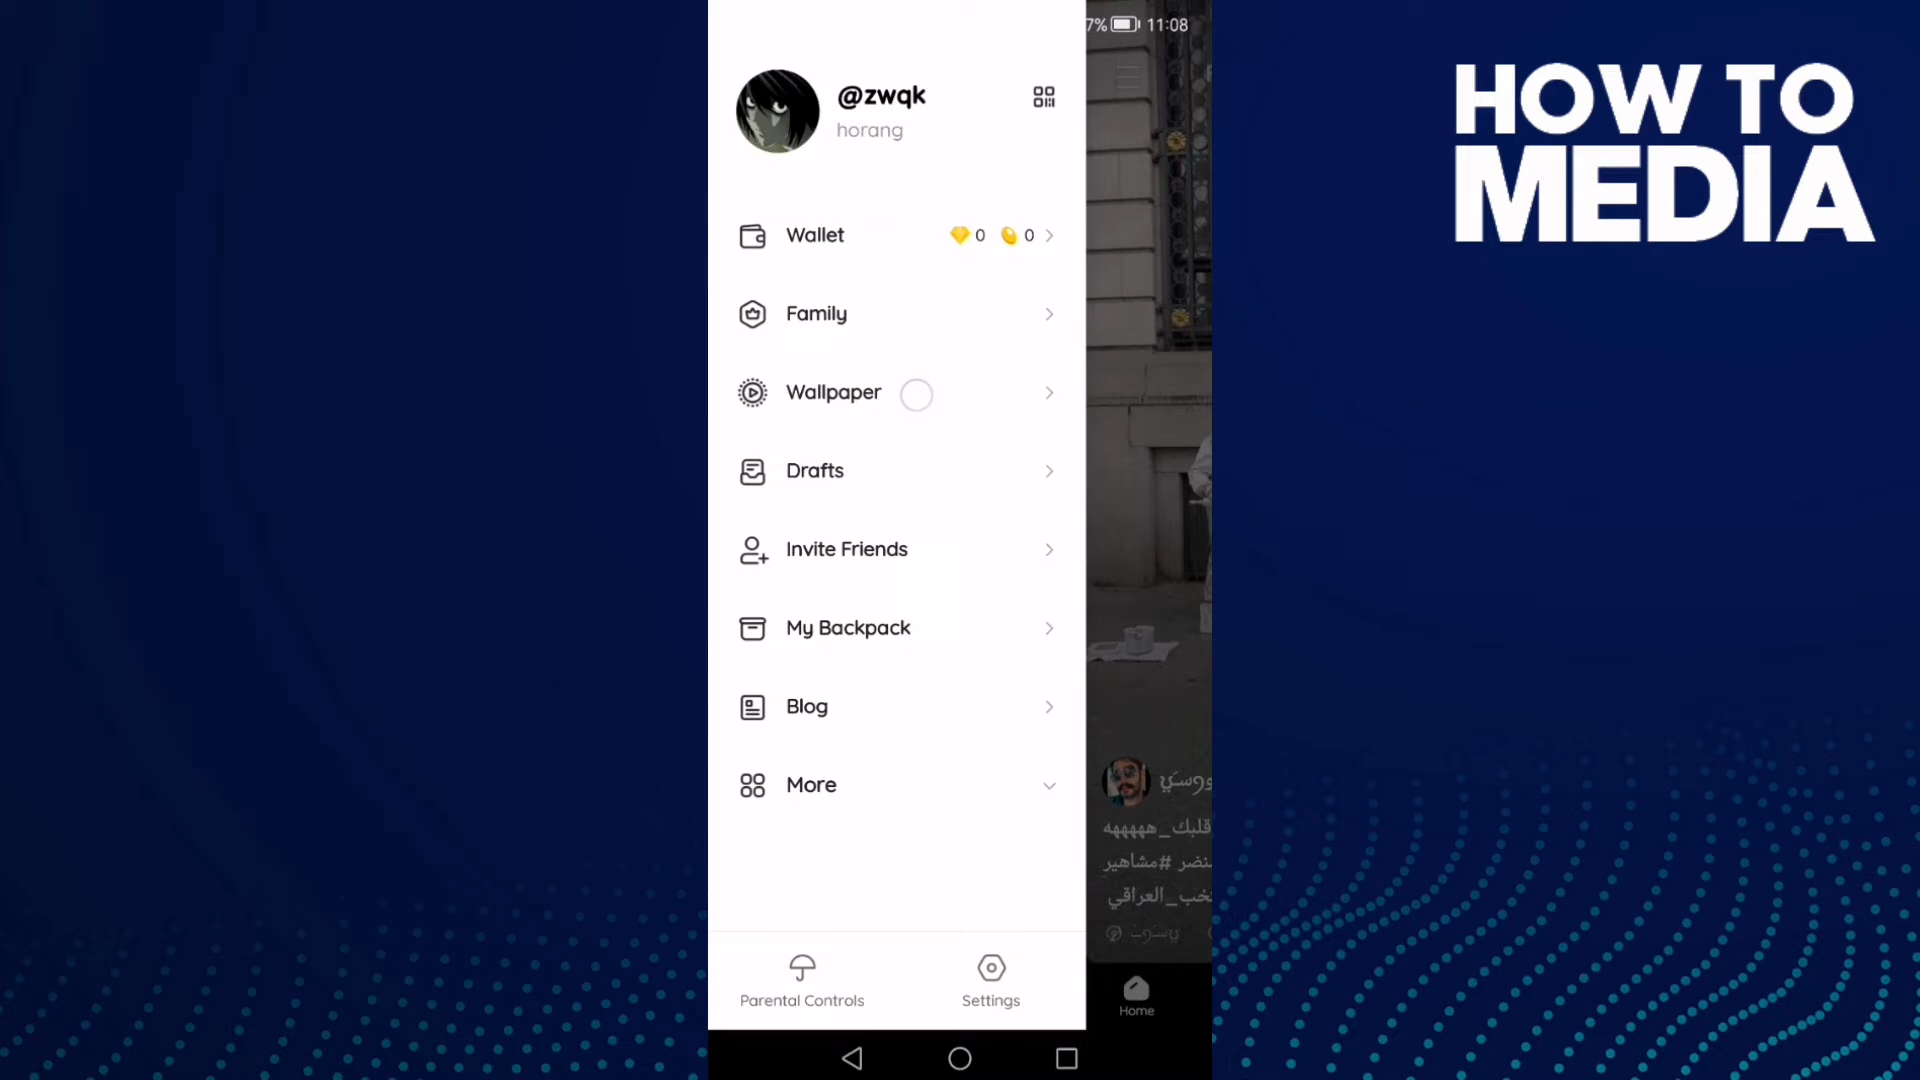 7% 11:08
HOW TO
MEDIA
@zwqk
horang
Wallet 0 0
Family
Wallpaper
Drafts
Invite Friends
My Backpack
Blog
More
قلبك_هههههه
#مشاهير
العراقي
Parental Controls
Settings
Home